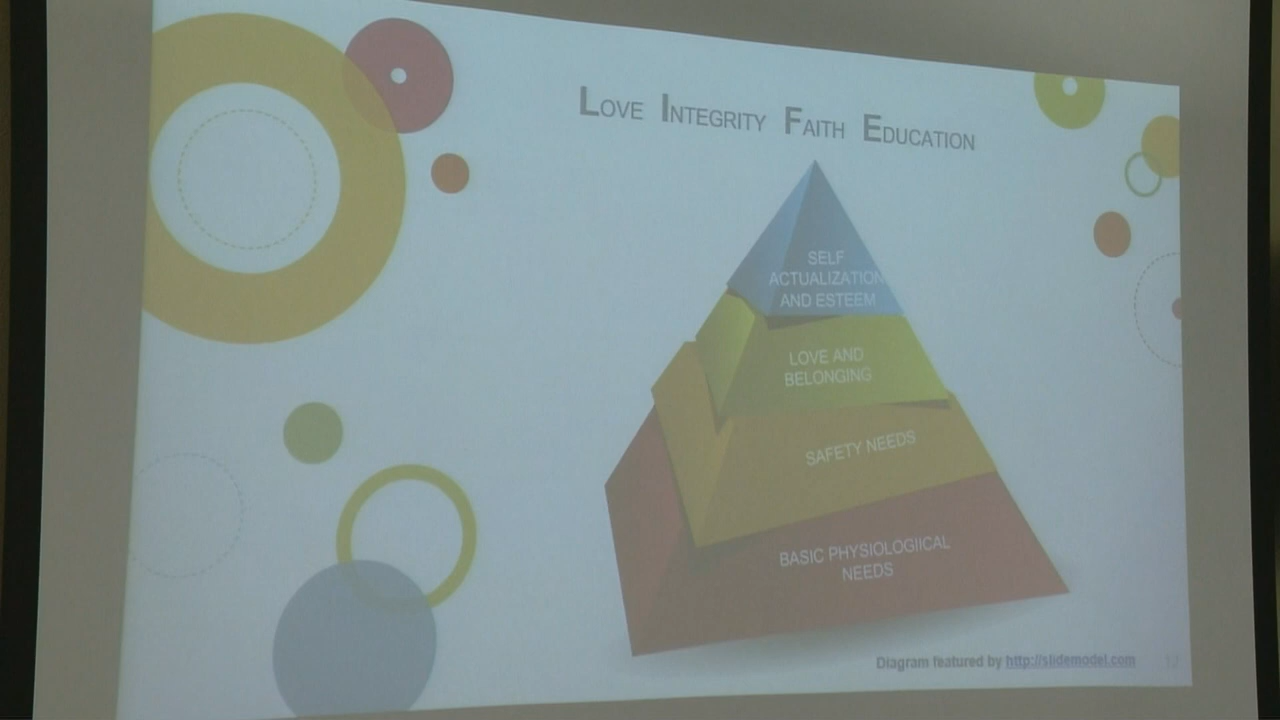 LOVE INTEGRITY FAITH EDUCATION
SELF
ACTUALIZATION
AND ESTEEM
LOVE AND
BELONGING
SAFETY NEEDS
BASIC PHYSIOLOGIICAL
NEEDS
Diagram featured by http://slidemodel.com
12